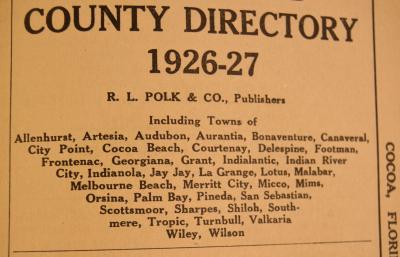 COUNTY DIRECTORY
1926-27
R. L. POLK & CO., Publishers
Including Towns of
Allenhurst, Artesia, Audubon, Aurantia, Bonaventure, Canaveral,
City Point, Cocoa Beach, Courtenay, Delespine, Footman,
Frontenac, Georgiana, Grant, Indialantic, Indian River
City, Indianola, Jay Jay, La Grange, Lotus, Malabar,
Melbourne Beach, Merritt City, Micco, Mims,
Orsina, Palm Bay, Pineda, San Sebastian,
Scottsmoor, Sharpes, Shiloh, South-
mere, Tropic, Turnbull, Valkaria
Wiley, Wilson
COCOA, FLORI